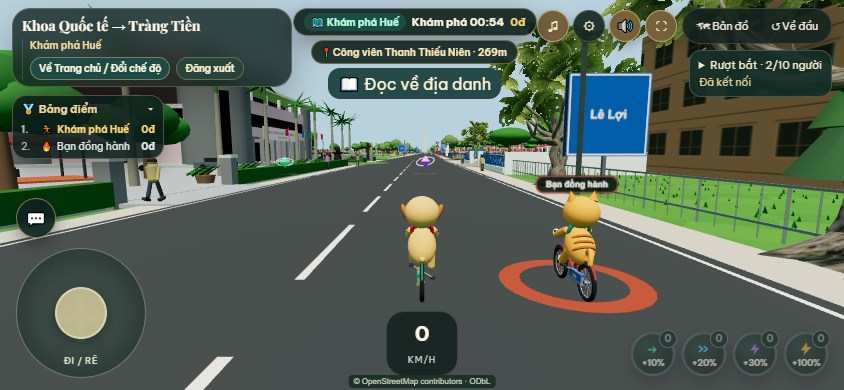 Khoa Quốc tế → Tràng Tiền
Khám phá Huế
Về Trang chủ / Đổi chế độ
Đăng xuất
Khám phá Huế
Khám phá 00:54
0đ
Công viên Thanh Thiếu Niên · 269m
Đọc về địa danh
Bản đồ
Về đầu
Rượt bắt · 2/10 người
Đã kết nối
Bảng điểm
1. Khám phá Huế 0đ
2. Bạn đồng hành 0đ
Lê Lợi
Bạn đồng hành
ĐI / RẼ
0
KM/H
0 0 0 0
+10% +20% +30% +100%
© OpenStreetMap contributors · ODbL